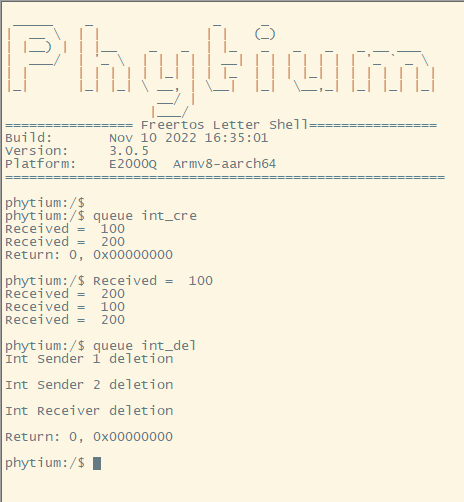 Phytium
================ Freertos Letter Shell================
Build:       Nov 10 2022 16:35:01
Version:     3.0.5
Platform:    E2000Q  Armv8-aarch64
=======================================================
phytium:/$
phytium:/$ queue int_cre
Received =  100
Received =  200
Return: 0, 0x00000000
phytium:/$ Received =  100
Received =  200
Received =  100
Received =  200
phytium:/$ queue int_del
Int Sender 1 deletion
Int Sender 2 deletion
Int Receiver deletion
Return: 0, 0x00000000
phytium:/$